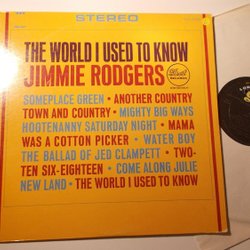 STEREO
THE WORLD I USED TO KNOW
JIMMIE RODGERS
SOMEPLACE GREEN • ANOTHER COUNTRY
TOWN AND COUNTRY • MIGHTY BIG WAYS
HOOTENANNY SATURDAY NIGHT • MAMA
WAS A COTTON PICKER • WATER BOY
THE BALLAD OF JED CLAMPETT • TWO-
TEN SIX-EIGHTEEN • COME ALONG JULIE
NEW LAND • THE WORLD I USED TO KNOW